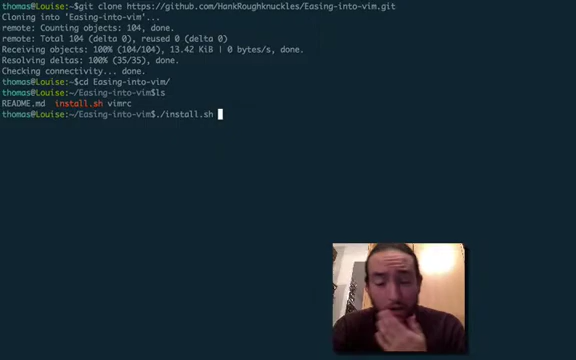 thomas@Louise:~$git clone https://github.com/HankRoughknuckles/Easing-into-vim.git
Cloning into 'Easing-into-vim'...
remote: Counting objects: 104, done.
remote: Total 104 (delta 0), reused 0 (delta 0)
Receiving objects: 100% (104/104), 13.42 KiB | 0 bytes/s, done.
Resolving deltas: 100% (35/35), done.
Checking connectivity... done.
thomas@Louise:~$cd Easing-into-vim/
thomas@Louise:~/Easing-into-vim$ls
README.md install.sh vimrc
thomas@Louise:~/Easing-into-vim$./install.sh